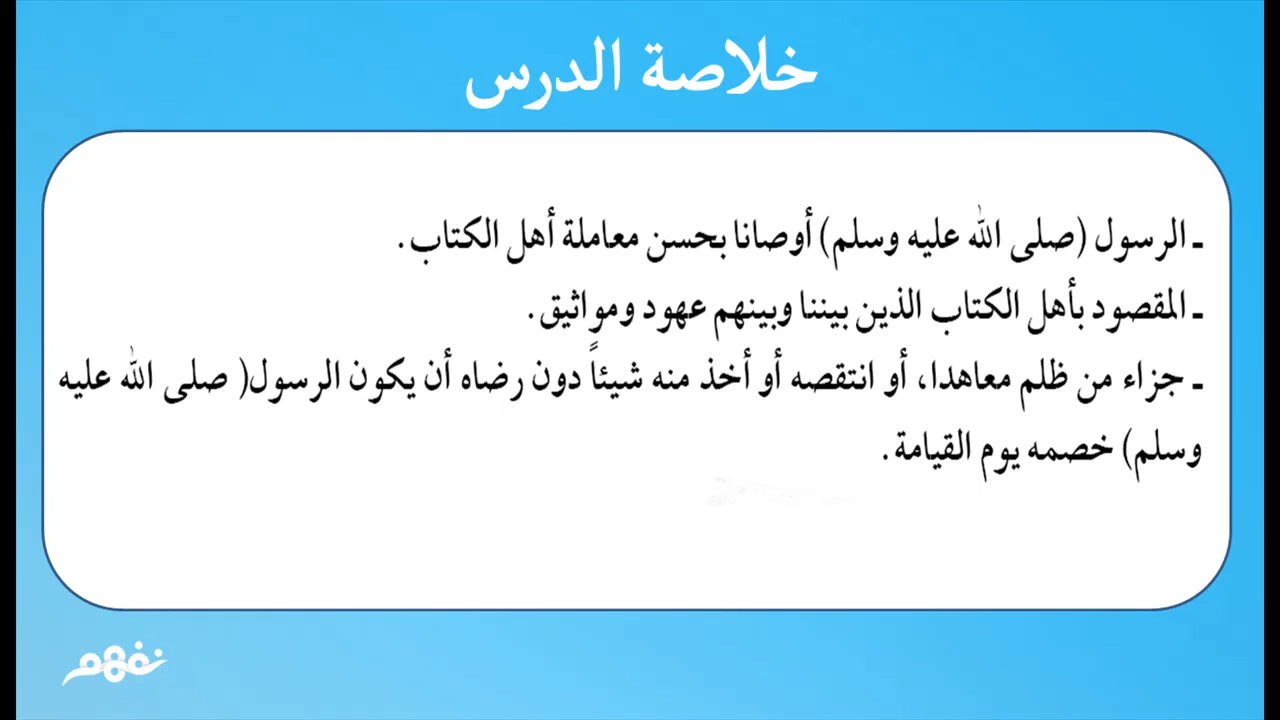 خلاصة الدرس
ـ الرسول (صلى الله عليه وسلم) أوصانا بحسن معاملة أهل الكتاب.
ـ المقصود بأهل الكتاب الذين بيننا وبينهم عهود ومواثيق.
ـ جزاء من ظلم معاهدا، أو انتقصه أو أخذ منه شيئاً دون رضاه أن يكون الرسول( صلى الله عليه
وسلم) خصمه يوم القيامة.
نفهم